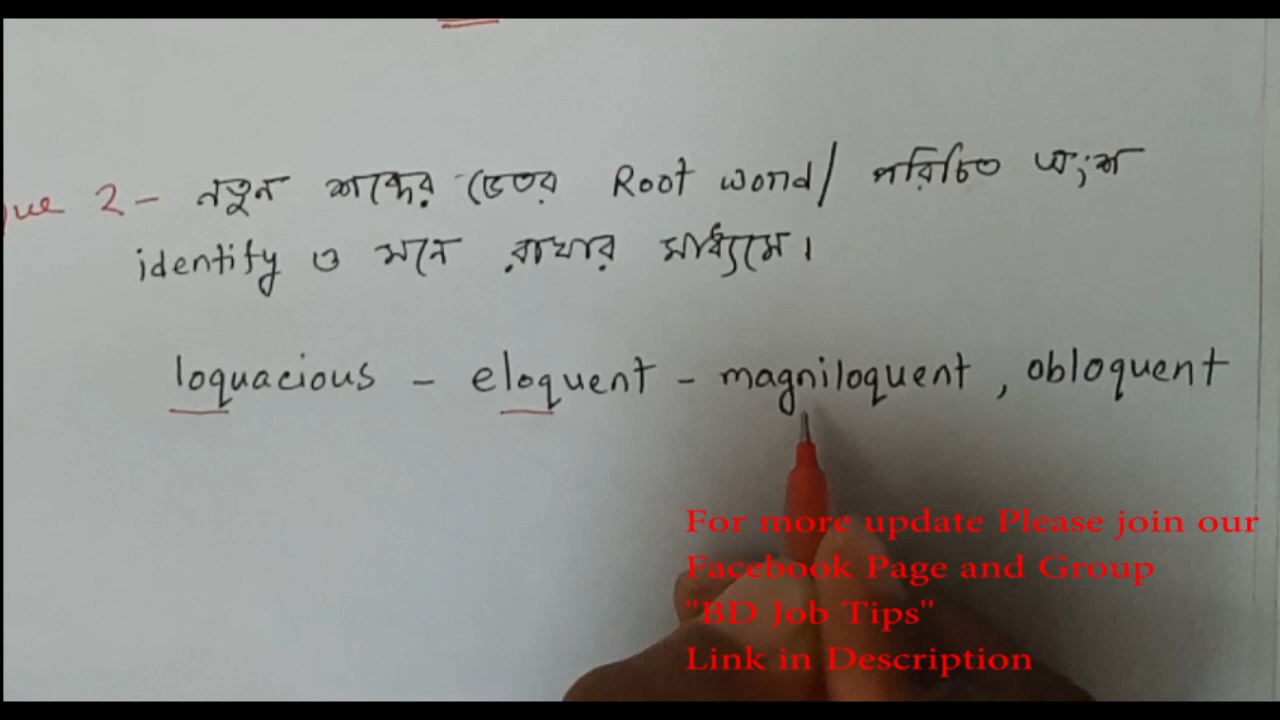 que 2 - নতুন শব্দের ভেতর Root word/ পরিচিত অংশ
identify ও মনে রাখার মাধ্যমে।
loquacious - eloquent - magniloquent , obloquent
For more update Please join our
Facebook Page and Group
"BD Job Tips"
Link in Description